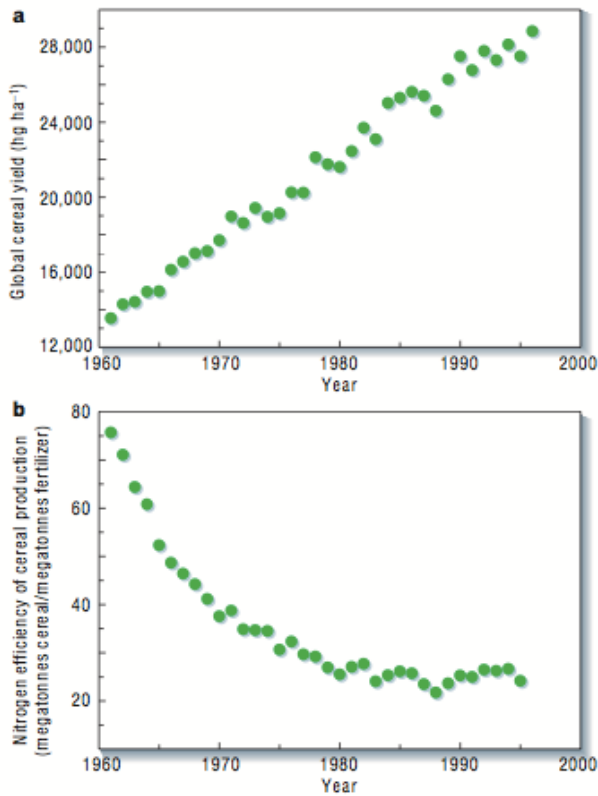 a
Global cereal yield (hg ha⁻¹)
28,000
24,000
20,000
16,000
12,000
1960 1970 1980 1990 2000
Year
b
Nitrogen efficiency of cereal production
(megatonnes cereal/megatonnes fertilizer)
80
60
40
20
1960 1970 1980 1990 2000
Year